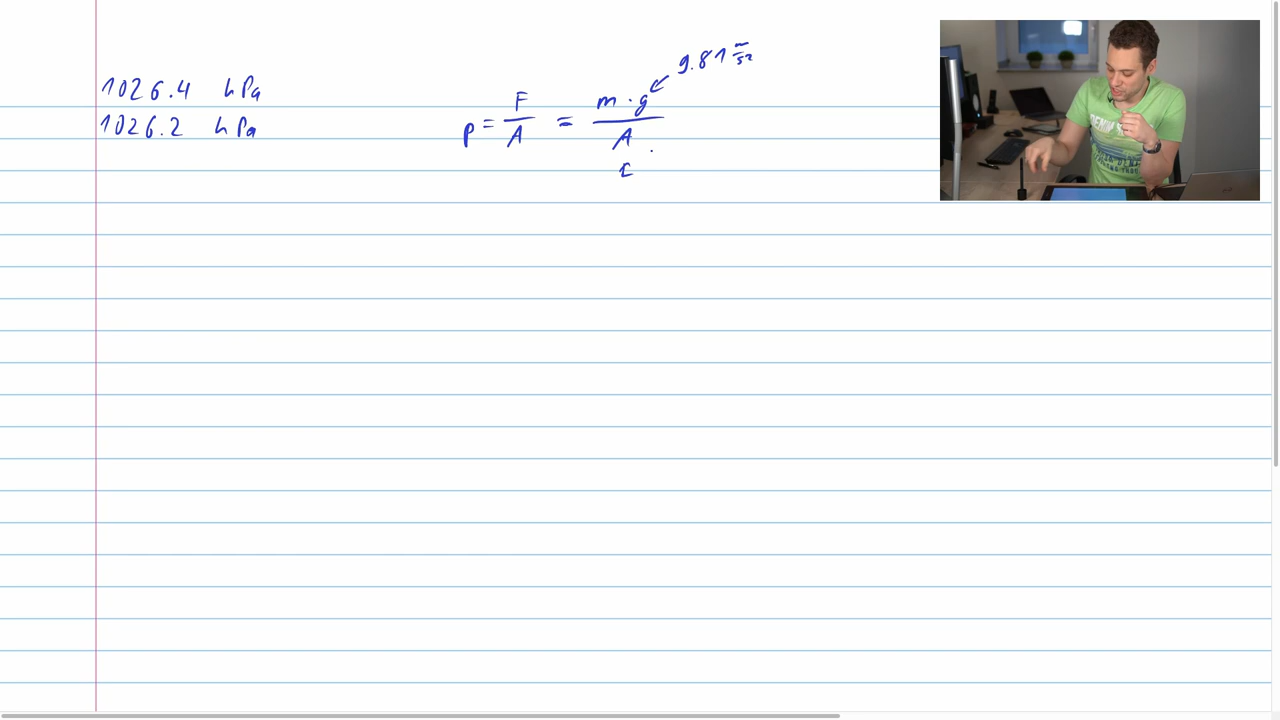 1026.4 hPa
1026.2 hPa
p = F/A = m·g/A
9.81 m/s²